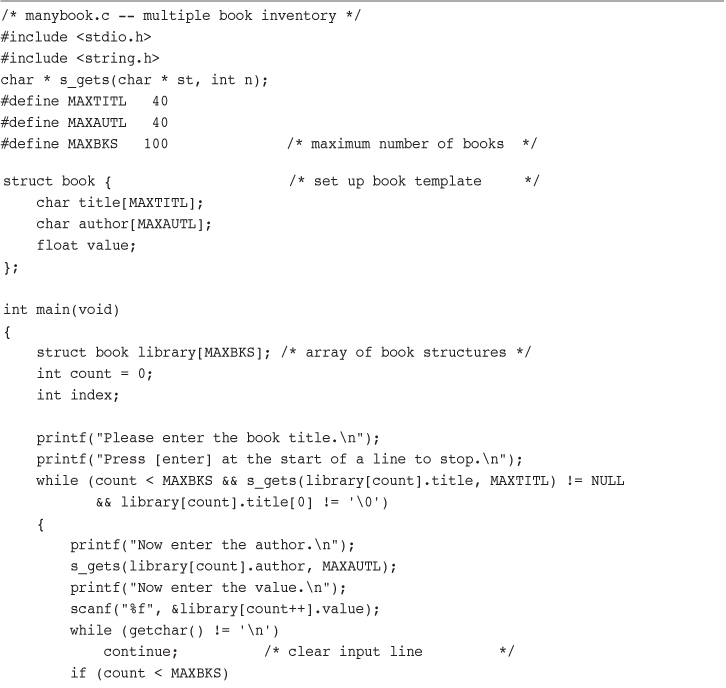 /* manybook.c -- multiple book inventory */
#include <stdio.h>
#include <string.h>
char * s_gets(char * st, int n);
#define MAXTITL   40
#define MAXAUTL   40
#define MAXBKS   100              /* maximum number of books  */
struct book {                     /* set up book template     */
    char title[MAXTITL];
    char author[MAXAUTL];
    float value;
};
int main(void)
{
    struct book library[MAXBKS]; /* array of book structures */
    int count = 0;
    int index;
    printf("Please enter the book title.\n");
    printf("Press [enter] at the start of a line to stop.\n");
    while (count < MAXBKS && s_gets(library[count].title, MAXTITL) != NULL
           && library[count].title[0] != '\0')
    {
        printf("Now enter the author.\n");
        s_gets(library[count].author, MAXAUTL);
        printf("Now enter the value.\n");
        scanf("%f", &library[count++].value);
        while (getchar() != '\n')
            continue;          /* clear input line         */
        if (count < MAXBKS)